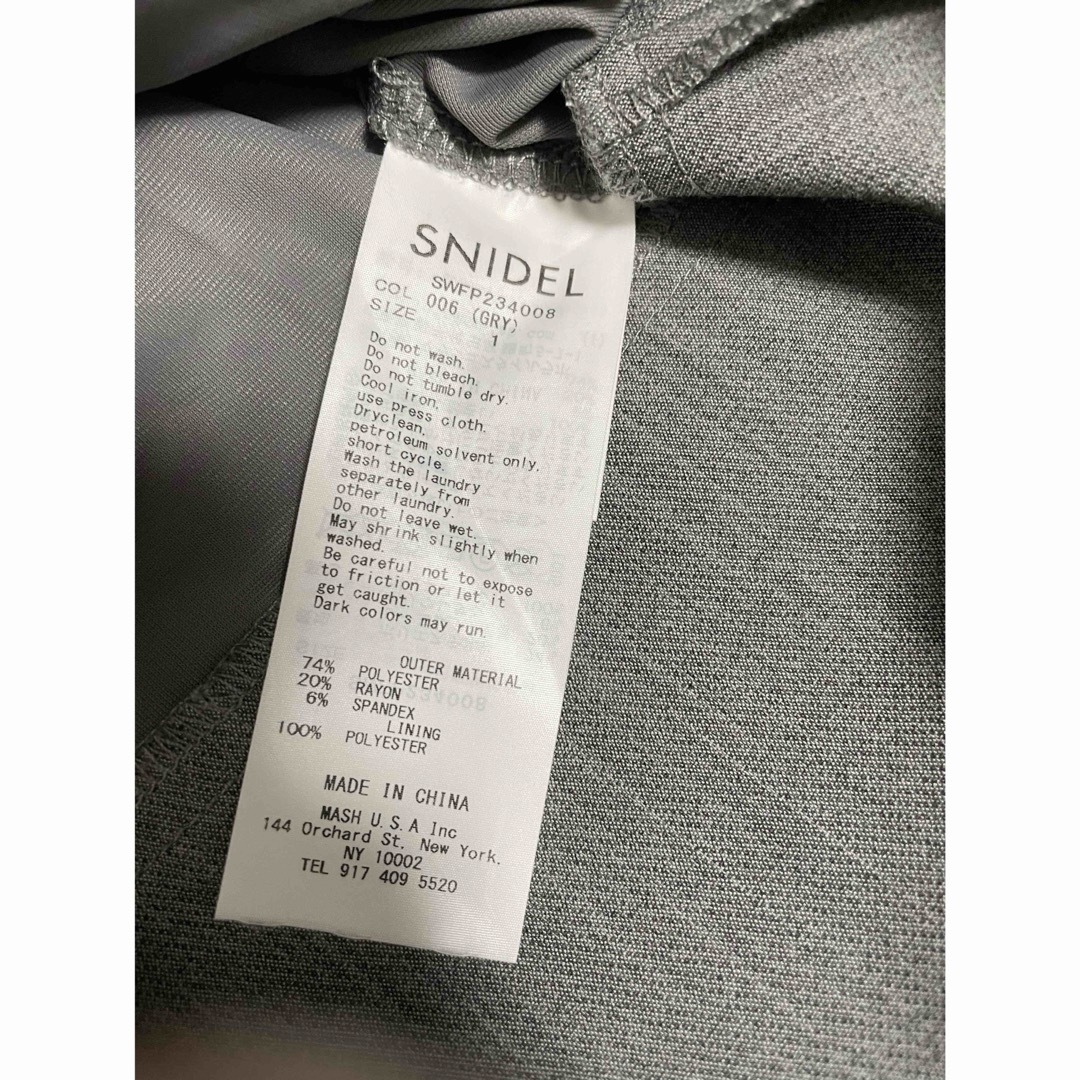 SNIDEL
SWFP234008
COL 006 (GRY)
SIZE 1
Do not wash.
Do not bleach.
Do not tumble dry.
Cool iron,
use press cloth.
Dryclean,
petroleum solvent only,
short cycle.
Wash the laundry
separately from
other laundry.
Do not leave wet.
May shrink slightly when
washed.
Be careful not to expose
to friction or let it
get caught.
Dark colors may run.
OUTER MATERIAL
74% POLYESTER
20% RAYON
6% SPANDEX
LINING
100% POLYESTER
MADE IN CHINA
MASH U.S.A Inc
144 Orchard St, New York.
NY 10002
TEL 917 409 5520